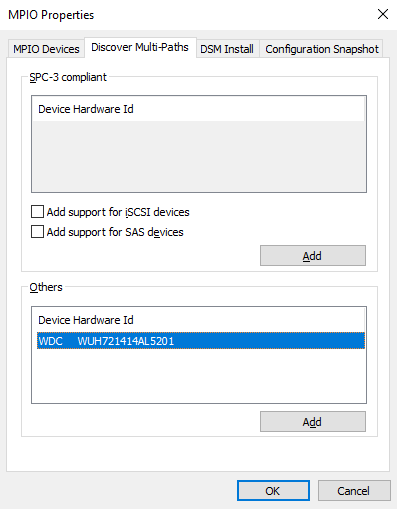 MPIO Properties
MPIO Devices Discover Multi-Paths DSM Install Configuration Snapshot
SPC-3 compliant
Device Hardware Id
Add support for iSCSI devices
Add support for SAS devices
Add
Others
Device Hardware Id
WDC WUH721414AL5201
Add
OK Cancel